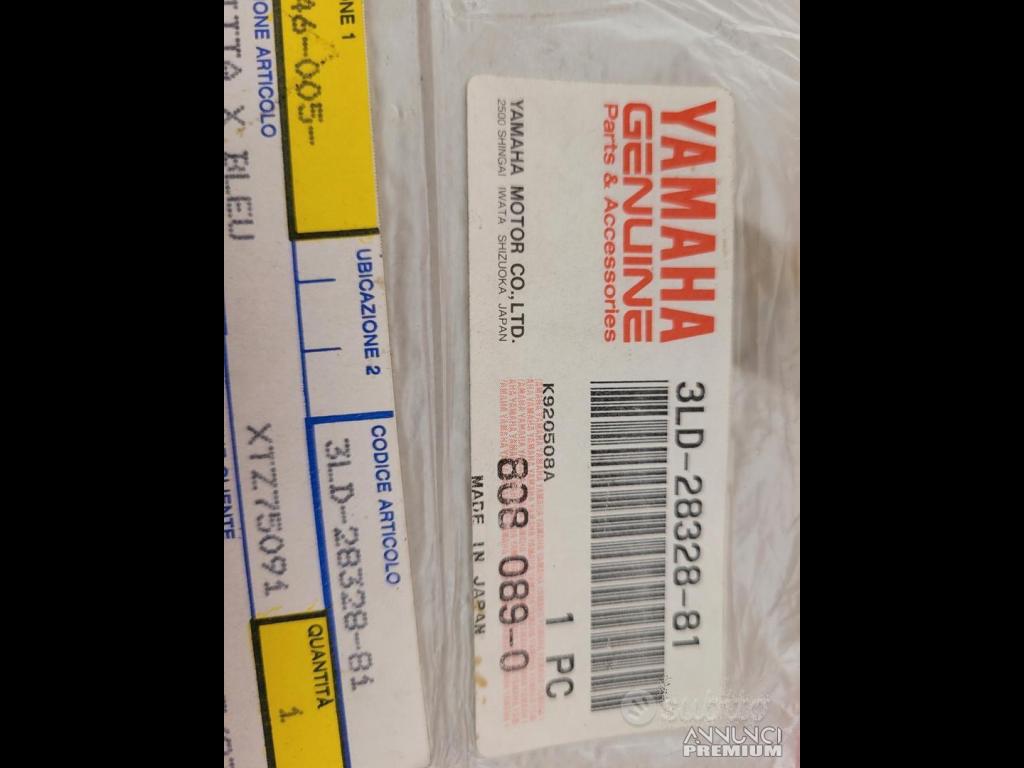 YAMAHA
GENUINE
Parts & Accessories
YAMAHA MOTOR CO., LTD.
2500 SHINGAI IWATA SHIZUOKA JAPAN
3LD-28328-81
K920508A
1 PC
808 089-0
MADE IN JAPAN
ONE 1
46-005-
UBICAZIONE 2
CODICE ARTICOLO
3LD-28328-81
ONE ARTICOLO
X BLEU
XTZ75091
QUANTITÀ
1
subito
ANNUNCI
PREMIUM